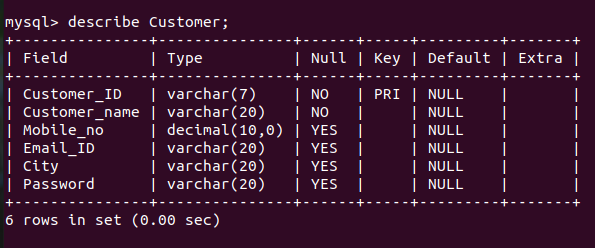 mysql> describe Customer;
+---------------+---------------+------+-----+---------+-------+
| Field         | Type          | Null | Key | Default | Extra |
+---------------+---------------+------+-----+---------+-------+
| Customer_ID   | varchar(7)    | NO   | PRI | NULL    |       |
| Customer_name | varchar(20)   | NO   |     | NULL    |       |
| Mobile_no     | decimal(10,0) | YES  |     | NULL    |       |
| Email_ID      | varchar(20)   | YES  |     | NULL    |       |
| City          | varchar(20)   | YES  |     | NULL    |       |
| Password      | varchar(20)   | YES  |     | NULL    |       |
+---------------+---------------+------+-----+---------+-------+
6 rows in set (0.00 sec)